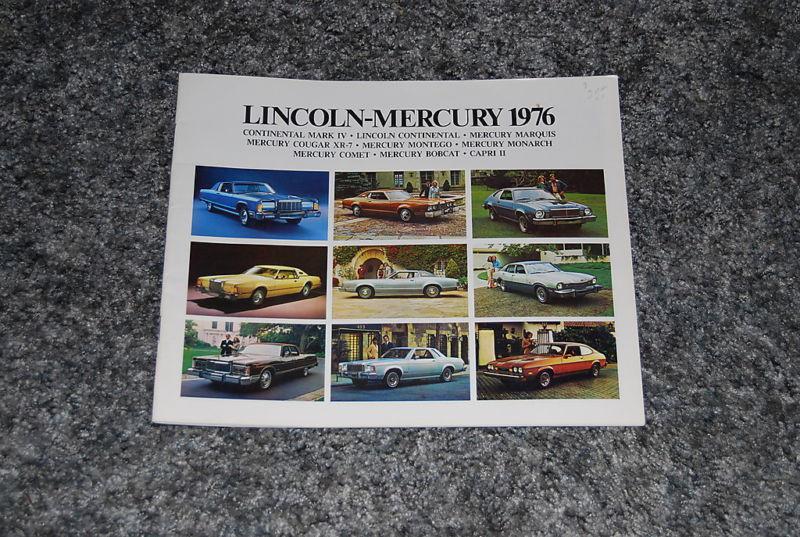 LINCOLN-MERCURY 1976
CONTINENTAL MARK IV • LINCOLN CONTINENTAL • MERCURY MARQUIS
MERCURY COUGAR XR-7 • MERCURY MONTEGO • MERCURY MONARCH
MERCURY COMET • MERCURY BOBCAT • CAPRI II